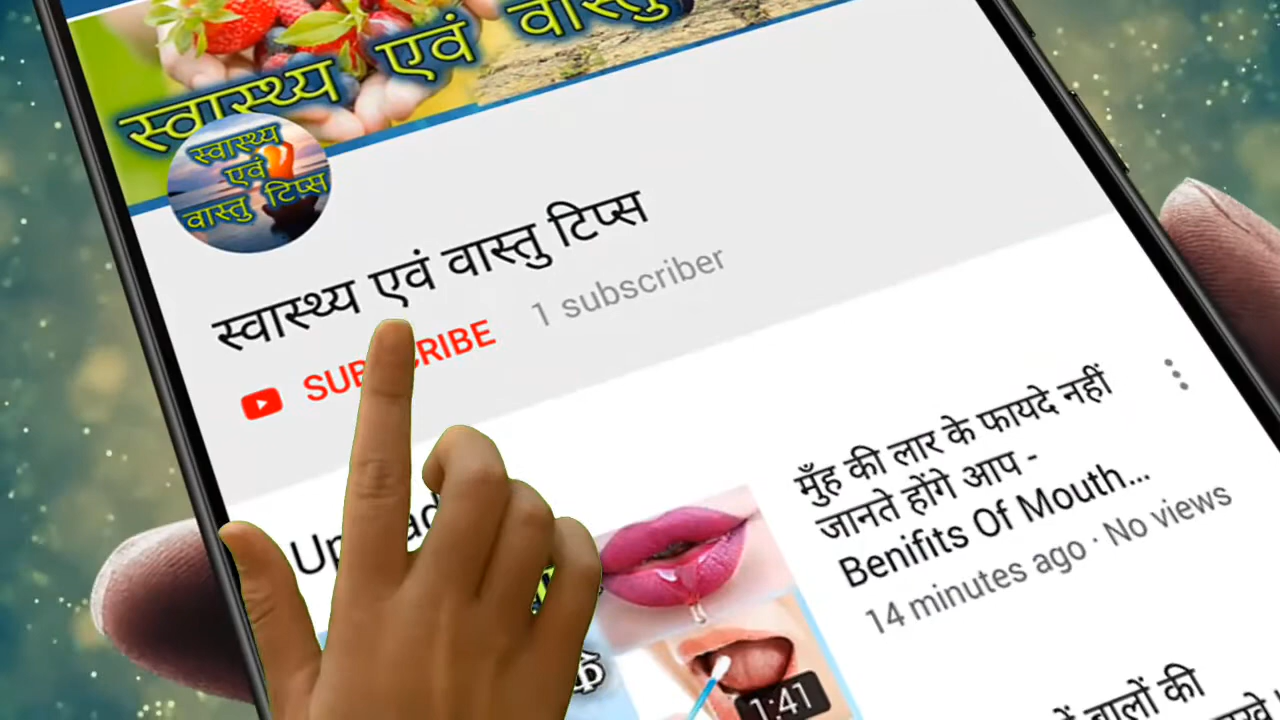 स्वास्थ्य एवं वास्तु
स्वास्थ्य
एवं
वास्तु टिप्स
स्वास्थ्य एवं वास्तु टिप्स
SUBSCRIBE 1 subscriber
मुँह की लार के फायदे नहीं
जानते होंगे आप -
Benifits Of Mouth...
14 minutes ago · No views
के
1:41
बालों की